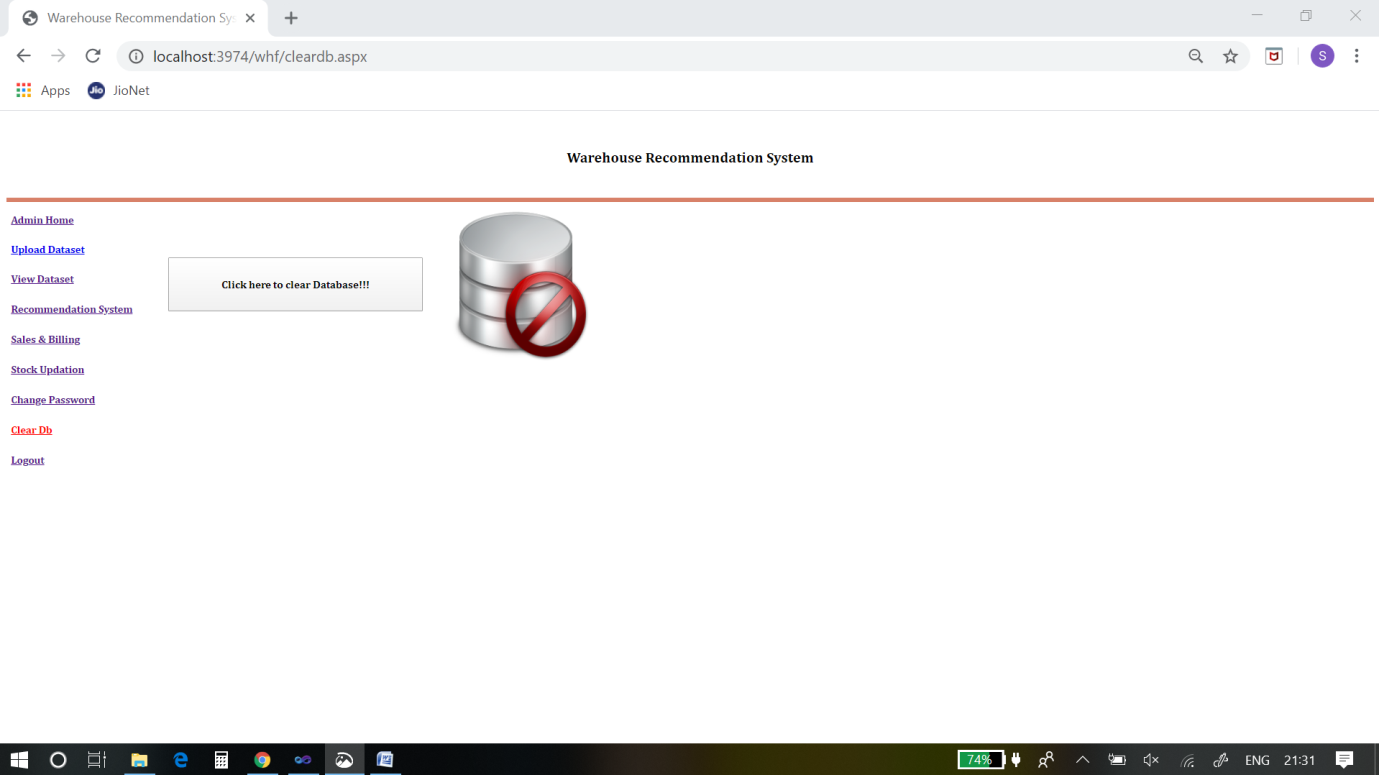 Warehouse Recommendation Sy
localhost:3974/whf/cleardb.aspx
S
Apps
Jio
JioNet
Warehouse Recommendation System
Admin Home
Upload Dataset
View Dataset
Recommendation System
Sales & Billing
Stock Updation
Change Password
Clear Db
Logout
Click here to clear Database!!!
74%
ENG
21:31